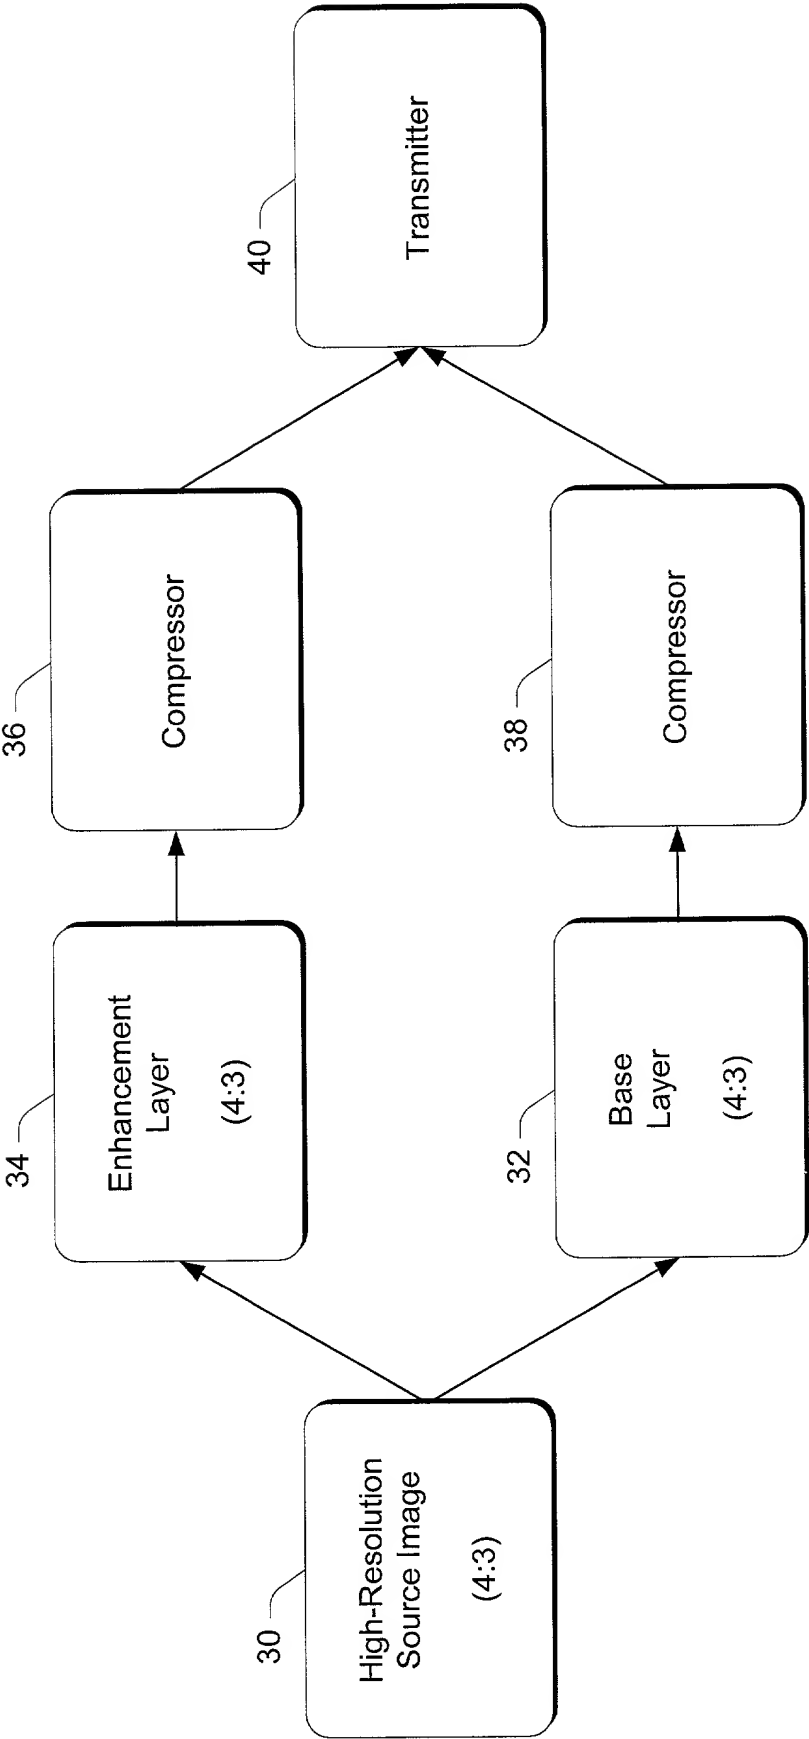 30
High-Resolution
Source Image
(4:3)
34
Enhancement
Layer
(4:3)
36
Compressor
32
Base
Layer
(4:3)
38
Compressor
40
Transmitter